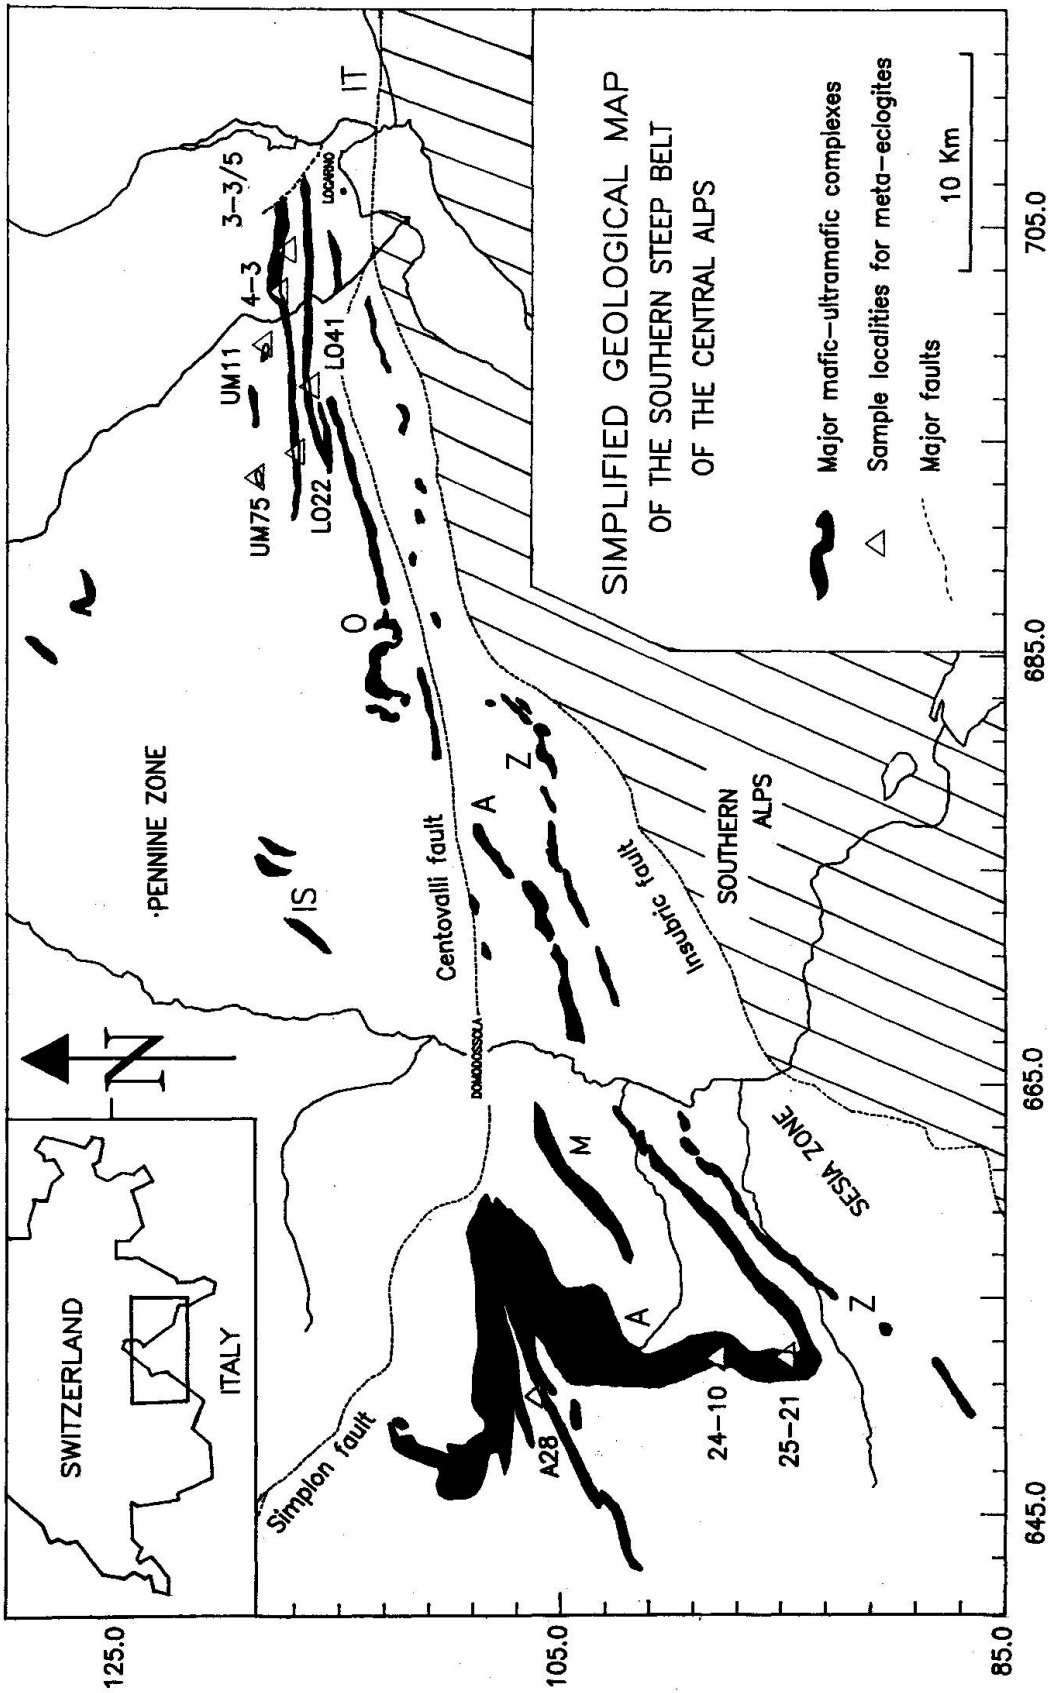 SIMPLIFIED GEOLOGICAL MAP
OF THE SOUTHERN STEEP BELT
OF THE CENTRAL ALPS
Major mafic-ultramafic complexes
Sample localities for meta-eclogites
Major faults
10 Km
SWITZERLAND
ITALY
N
PENNINE ZONE
IS
O
UM75
UM11
4-3
3-3/5
LO22
LO41
LOCARNO
IT
Simplon fault
DOMODOSSOLA
Centovalli fault
A
Z
Insubric fault
SOUTHERN
ALPS
M
A
A28
24-10
25-21
Z
SESIA ZONE
125.0
105.0
85.0
645.0
665.0
685.0
705.0